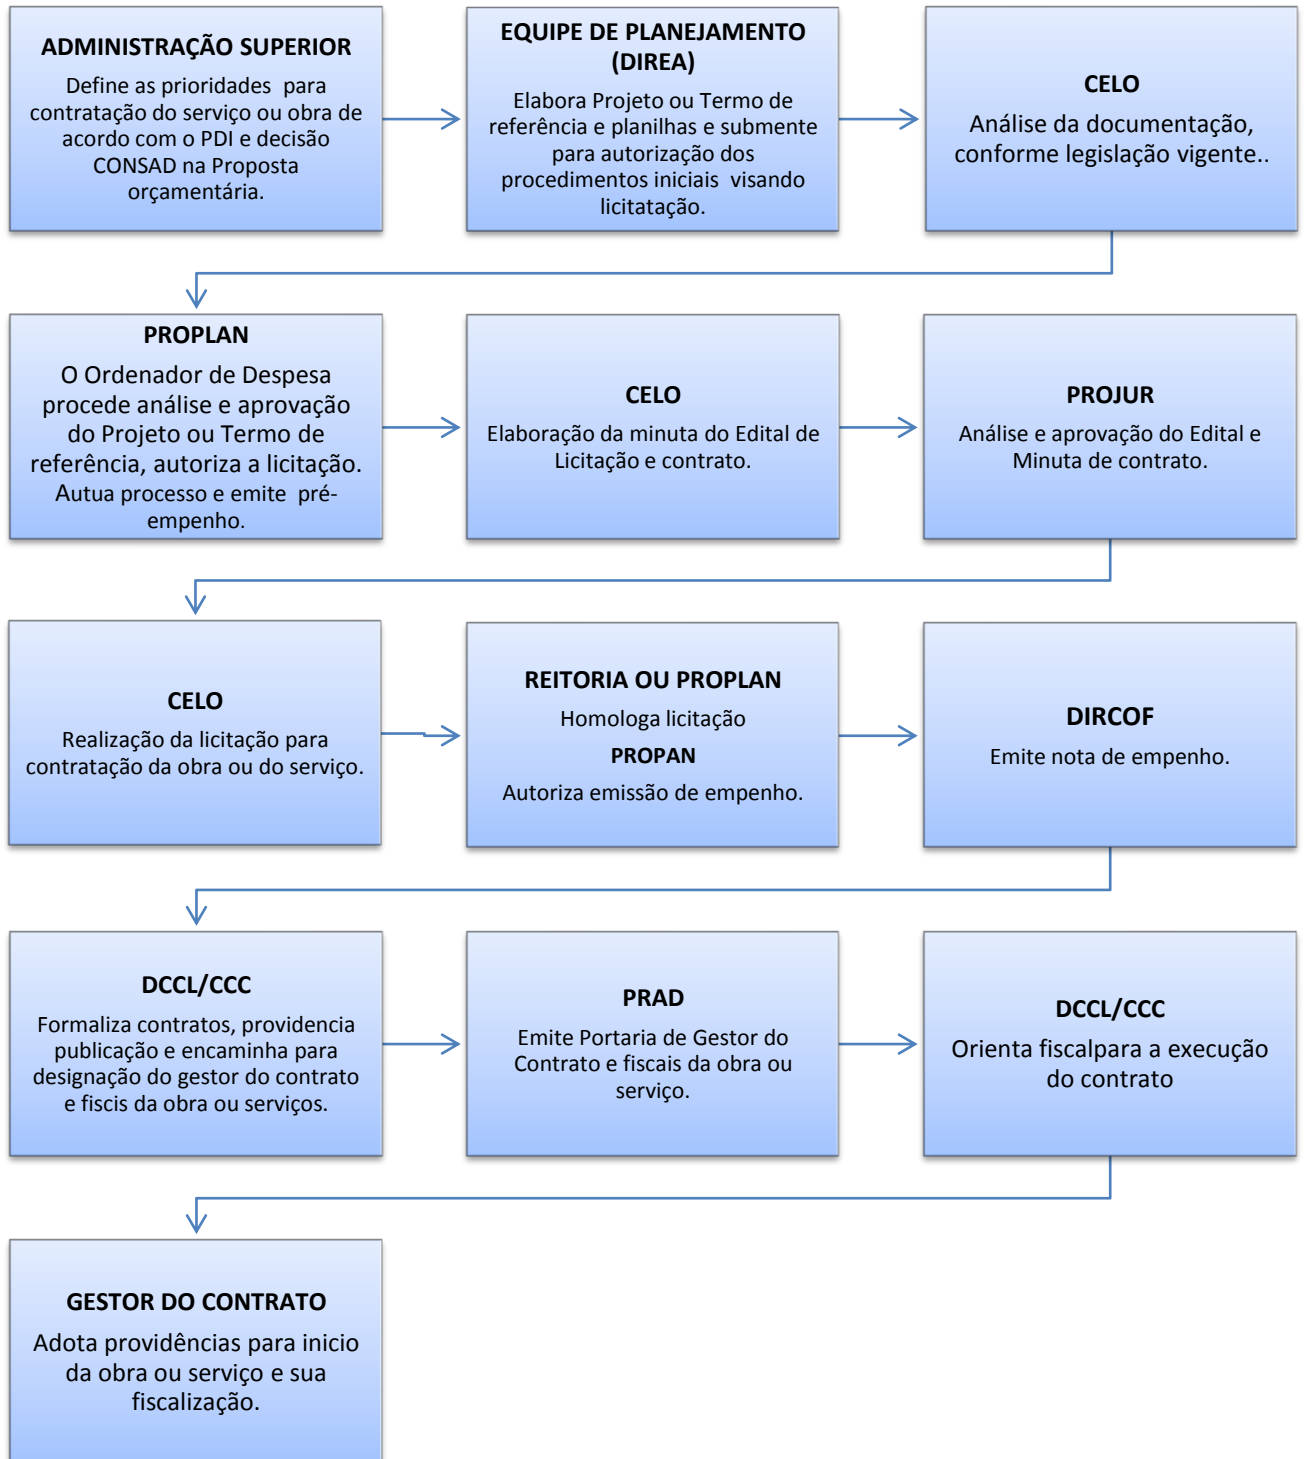 ADMINISTRAÇÃO SUPERIOR
Define as prioridades para
contratação do serviço ou obra de
acordo com o PDI e decisão
CONSAD na Proposta
orçamentária.
EQUIPE DE PLANEJAMENTO
(DIREA)
Elabora Projeto ou Termo de
referência e planilhas e submente
para autorização dos
procedimentos iniciais visando
licitatação.
CELO
Análise da documentação,
conforme legislação vigente..
PROPLAN
O Ordenador de Despesa
procede análise e aprovação
do Projeto ou Termo de
referência, autoriza a licitação.
Autua processo e emite pré-
empenho.
CELO
Elaboração da minuta do Edital de
Licitação e contrato.
PROJUR
Análise e aprovação do Edital e
Minuta de contrato.
CELO
Realização da licitação para
contratação da obra ou do serviço.
REITORIA OU PROPLAN
Homologa licitação
PROPAN
Autoriza emissão de empenho.
DIRCOF
Emite nota de empenho.
DCCL/CCC
Formaliza contratos, providencia
publicação e encaminha para
designação do gestor do contrato
e fiscis da obra ou serviços.
PRAD
Emite Portaria de Gestor do
Contrato e fiscais da obra ou
serviço.
DCCL/CCC
Orienta fiscalpara a execução
do contrato
GESTOR DO CONTRATO
Adota providências para inicio
da obra ou serviço e sua
fiscalização.